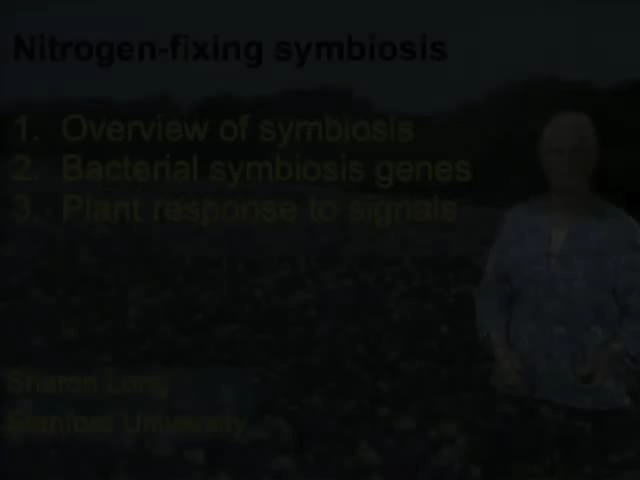 Nitrogen-fixing symbiosis
1. Overview of symbiosis
2. Bacterial symbiosis genes
3. Plant response to signals
Sharon Long
Stanford University